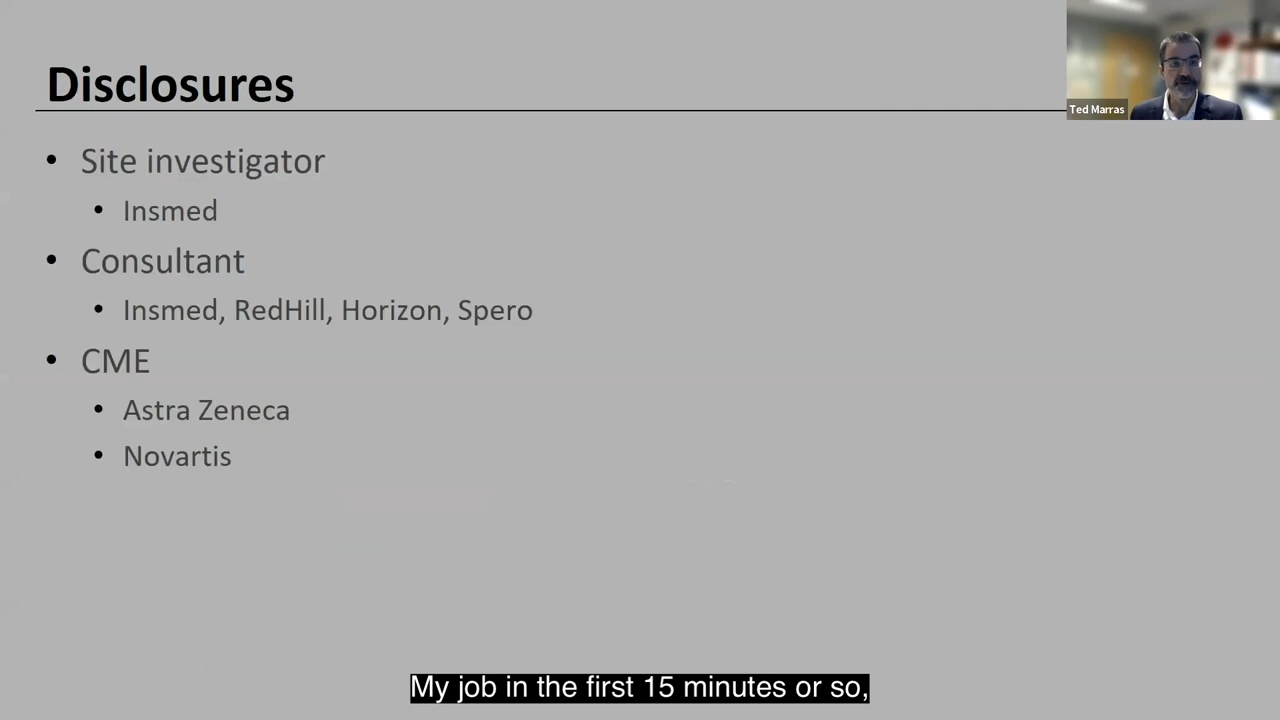 Disclosures
Ted Marras
• Site investigator
• Insmed
• Consultant
• Insmed, RedHill, Horizon, Spero
• CME
• Astra Zeneca
• Novartis
My job in the first 15 minutes or so,